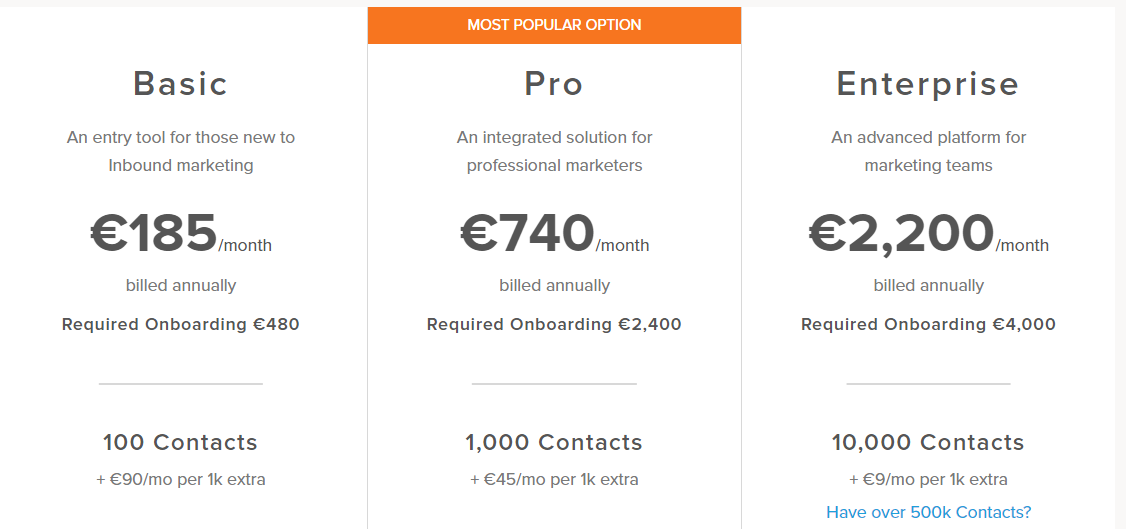 MOST POPULAR OPTION
Basic
An entry tool for those new to
Inbound marketing
€185/month
billed annually
Required Onboarding €480
100 Contacts
+ €90/mo per 1k extra
Pro
An integrated solution for
professional marketers
€740/month
billed annually
Required Onboarding €2,400
1,000 Contacts
+ €45/mo per 1k extra
Enterprise
An advanced platform for
marketing teams
€2,200/month
billed annually
Required Onboarding €4,000
10,000 Contacts
+ €9/mo per 1k extra
Have over 500k Contacts?